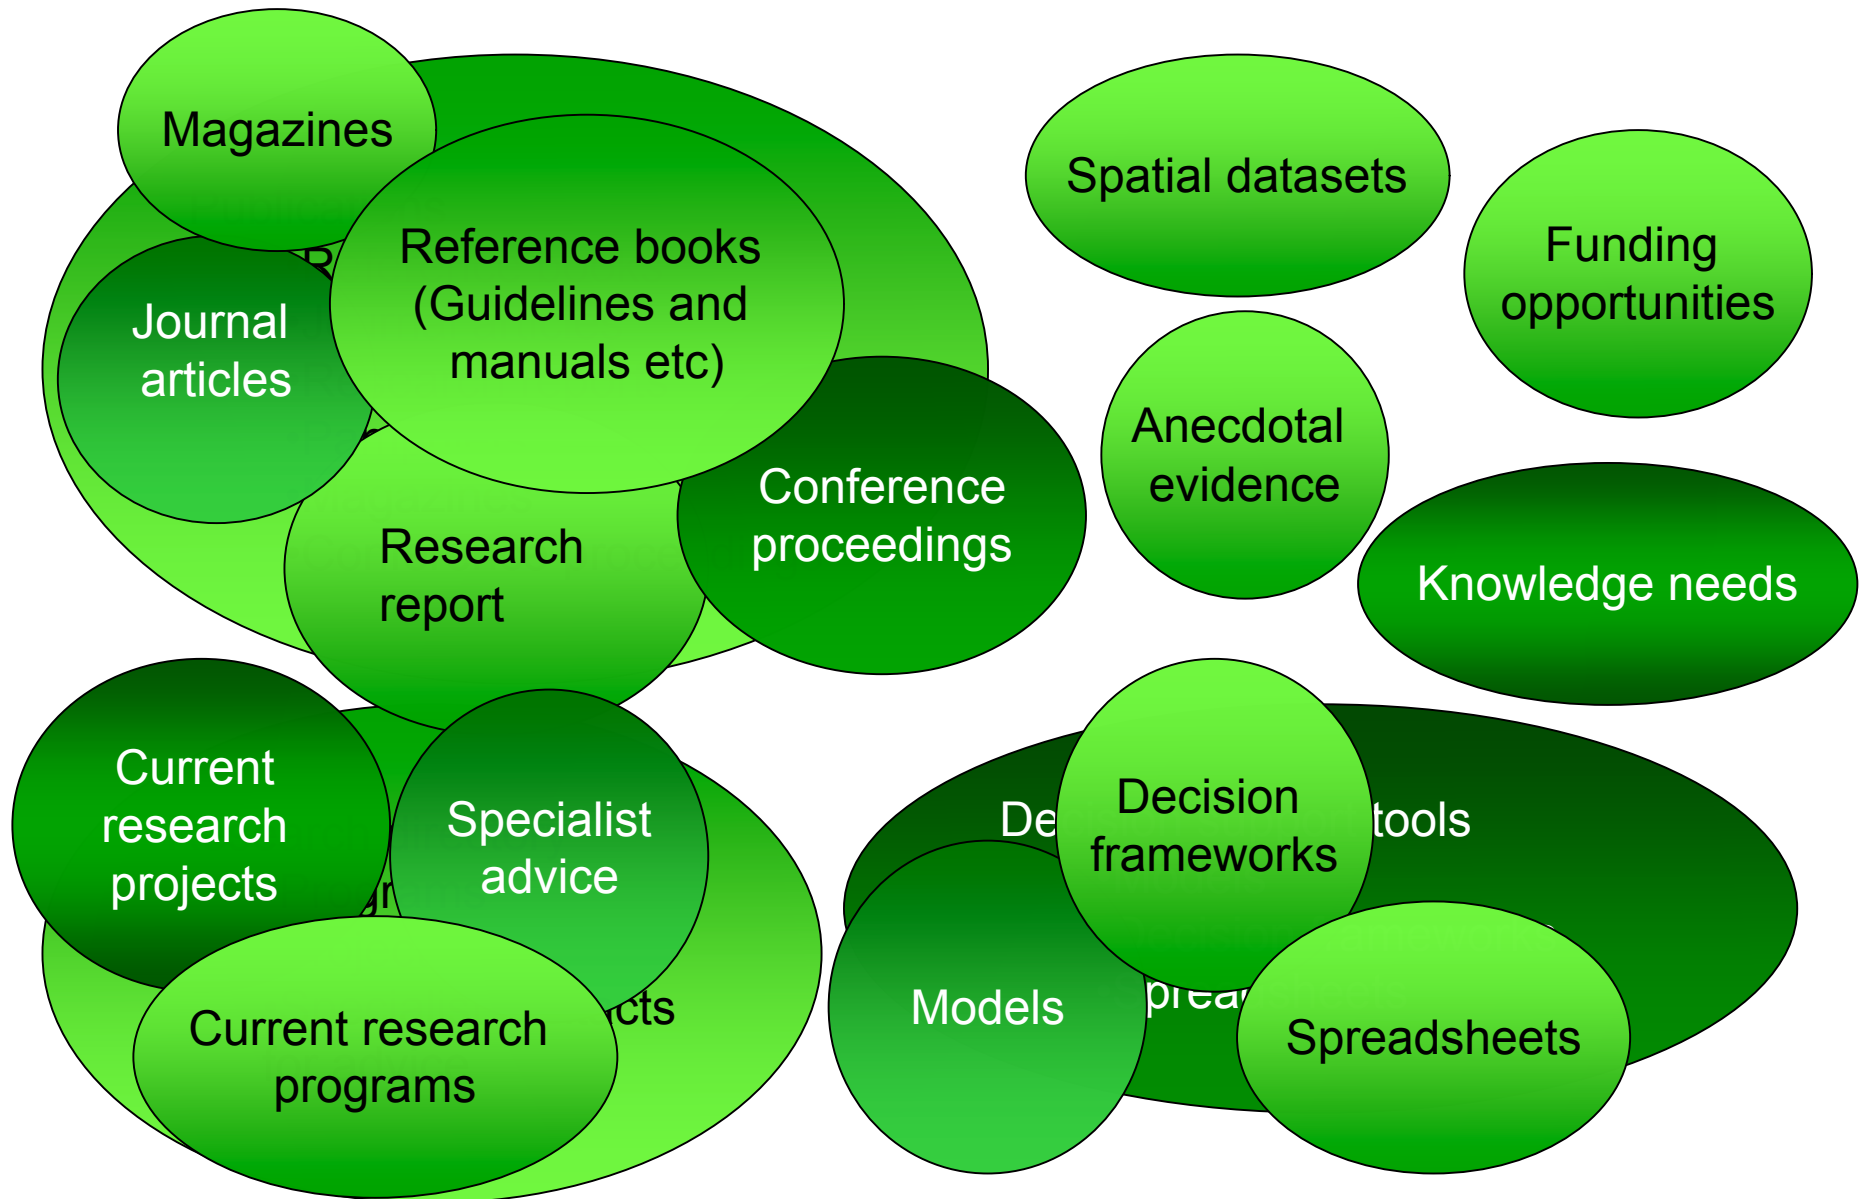 Magazines
Reference books
(Guidelines and
manuals etc)
Journal
articles
Research
report
Conference
proceedings
Spatial datasets
Funding
opportunities
Anecdotal
evidence
Knowledge needs
Current
research
projects
Specialist
advice
Current research
programs
Decision
frameworks
tools
Models
Spreadsheets